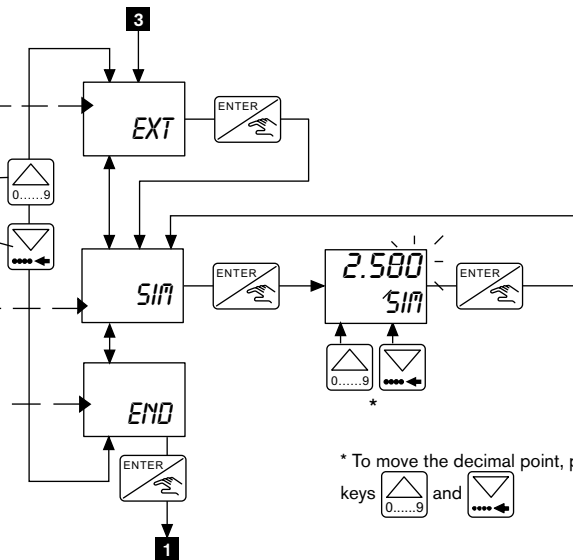 3
EXT
ENTER
0......9
SIM
ENTER
2.500
SIM
ENTER
0......9
*
END
ENTER
* To move the decimal point, p
keys 0......9 and
1